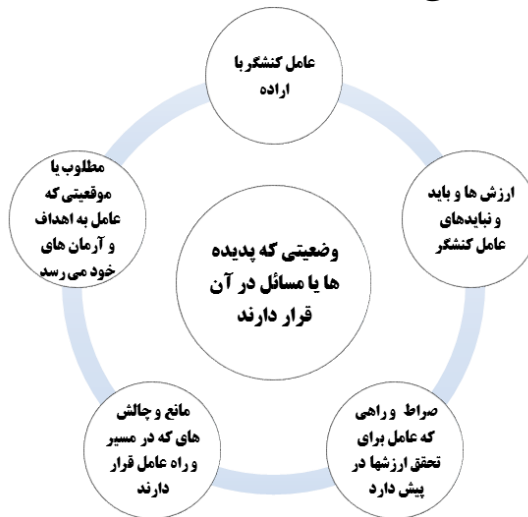 عامل کنشگر با
اراده
ارزش ها و باید
و نبایدهای
عامل کنشگر
صراط و راهی
که عامل برای
تحقق ارزشها در
پیش دارد
مانع و چالش
های که در مسیر
و راه عامل قرار
دارند
مطلوب یا
موقعیتی که
عامل به اهداف
و آرمان های
خود می رسد
وضعیتی که پدیده
ها یا مسائل در آن
قرار دارند